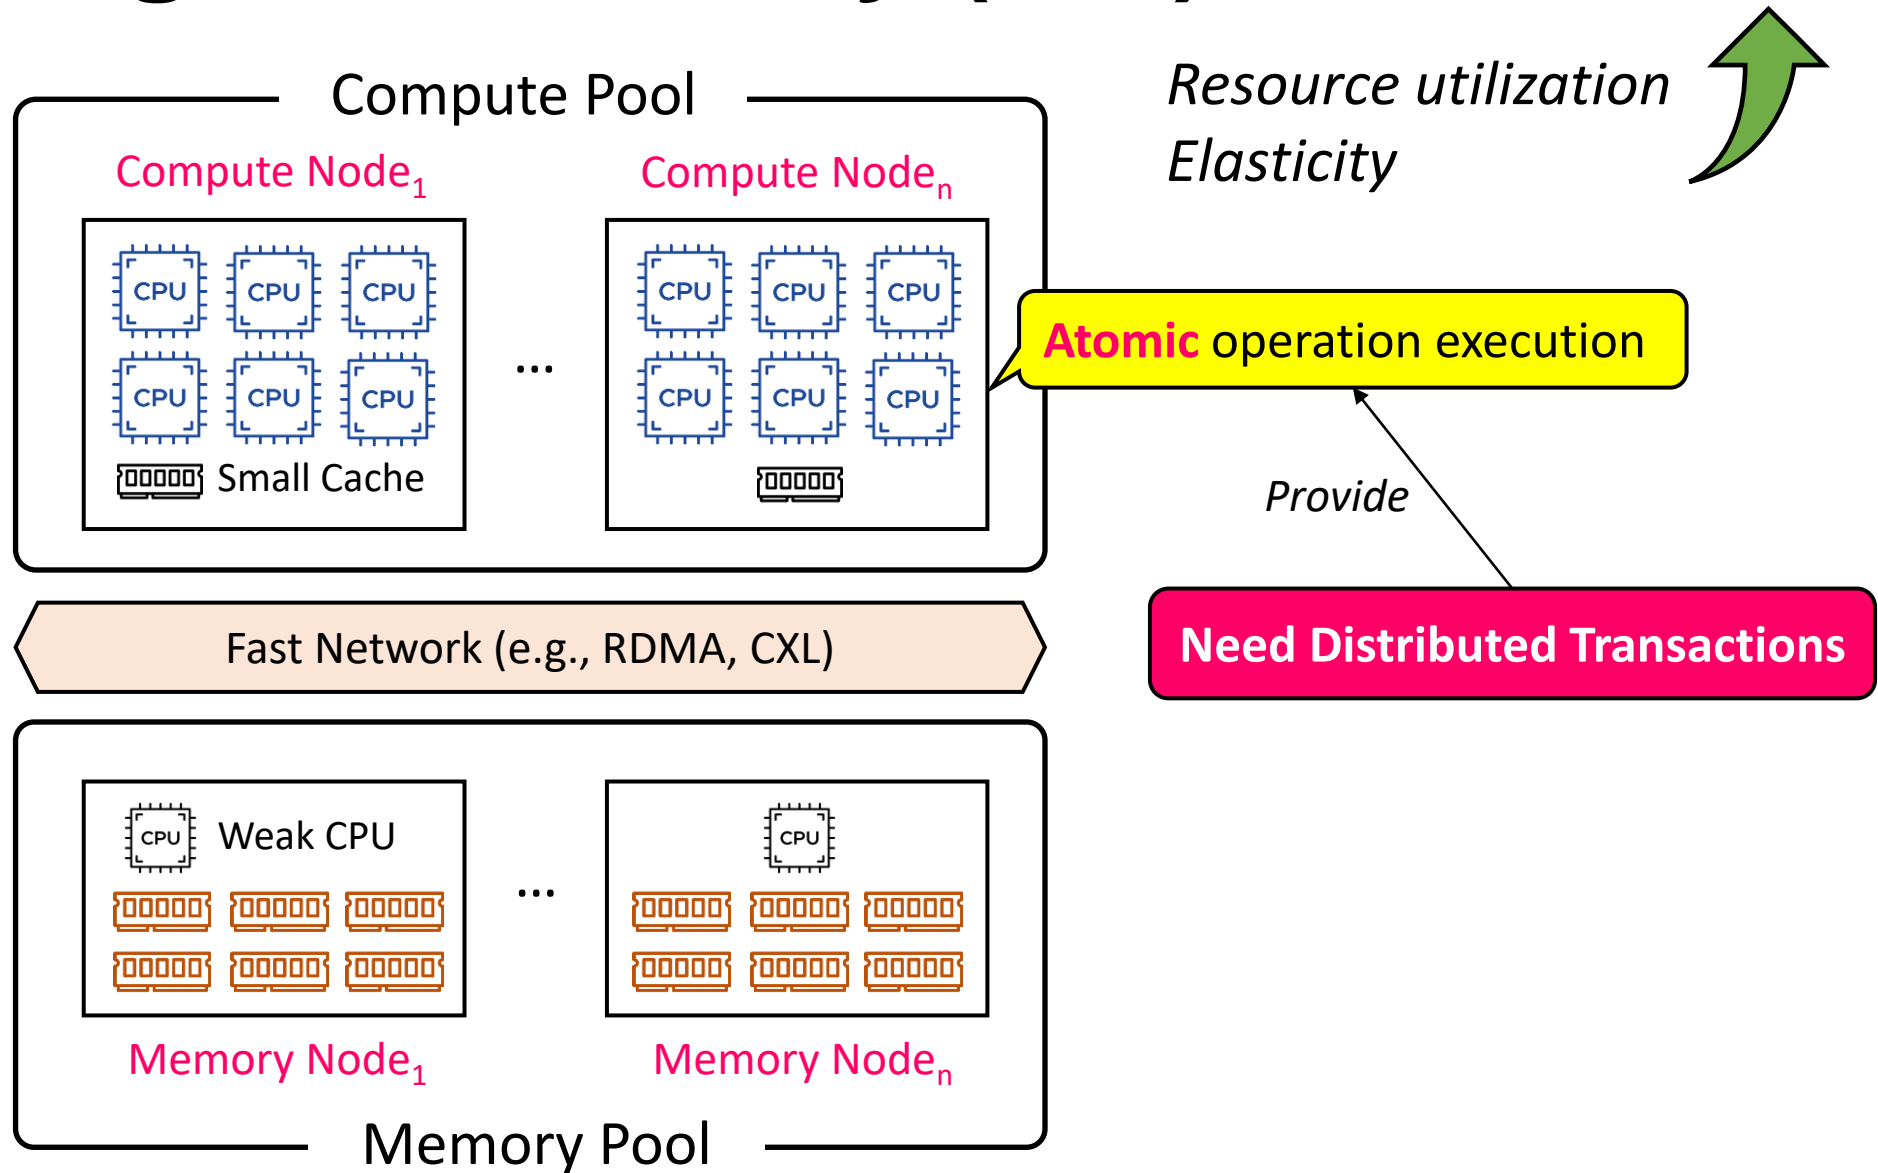 Compute Pool
Resource utilization
Elasticity
Compute Node1
Compute Noden
CPU CPU CPU
CPU CPU CPU
CPU CPU CPU
CPU CPU CPU
...
Small Cache
Atomic operation execution
Provide
Need Distributed Transactions
Fast Network (e.g., RDMA, CXL)
CPU
Weak CPU
CPU
...
Memory Node1
Memory Noden
Memory Pool